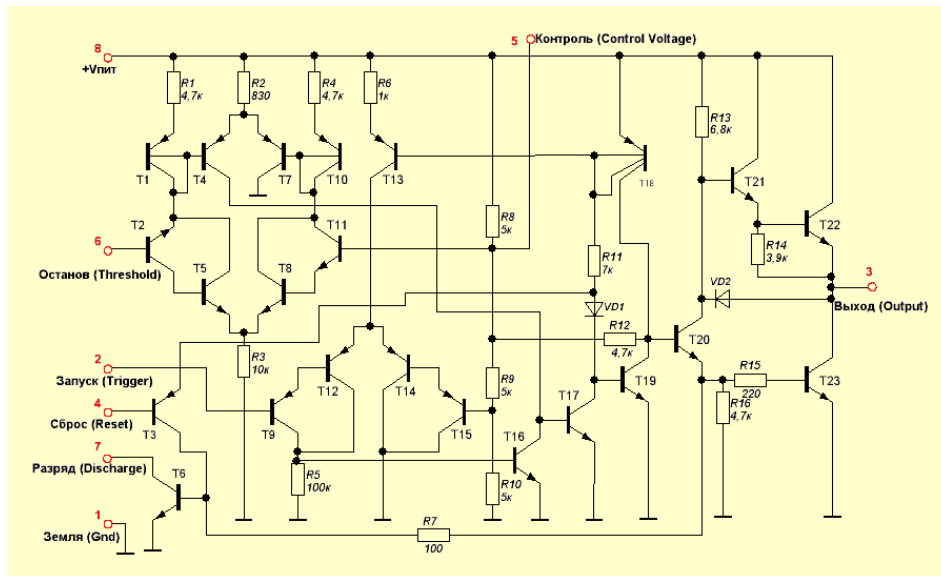 5 Контроль (Control Voltage)
8
+Vпит
R1
4,7к
R2
830
R4
4,7к
R6
1к
R13
6,8к
T1
T4
T7
T10
T13
T18
T21
T2
T11
R8
5к
T22
6
Останов (Threshold)
T5
T8
R11
7к
R14
3,9к
VD1
VD2
3
Выход (Output)
R12
4,7к
T20
2
Запуск (Trigger)
R3
10к
T12
T14
R9
5к
T19
R15
220
T23
4
Сброс (Reset)
T3
T9
T15
T17
R16
4,7к
T16
7
Разряд (Discharge)
T6
R5
100к
R10
5к
1
Земля (Gnd)
R7
100